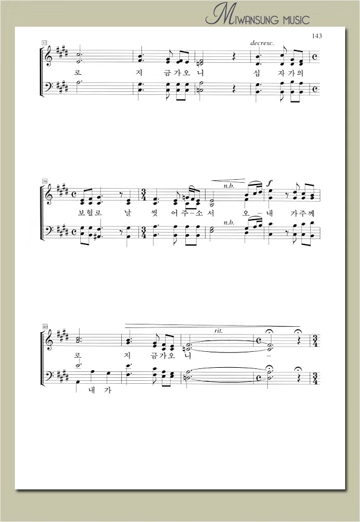 MIWANSUNG MUSIC
143
decresc.
로 지 금 가 오 니 십 자 가 의
n.b. f
보 혈 로 날 씻 어 주 - 소 서 오 - 내 가 주 께
n.b.
rit.
로 지 금 가 오 니 -
내 가